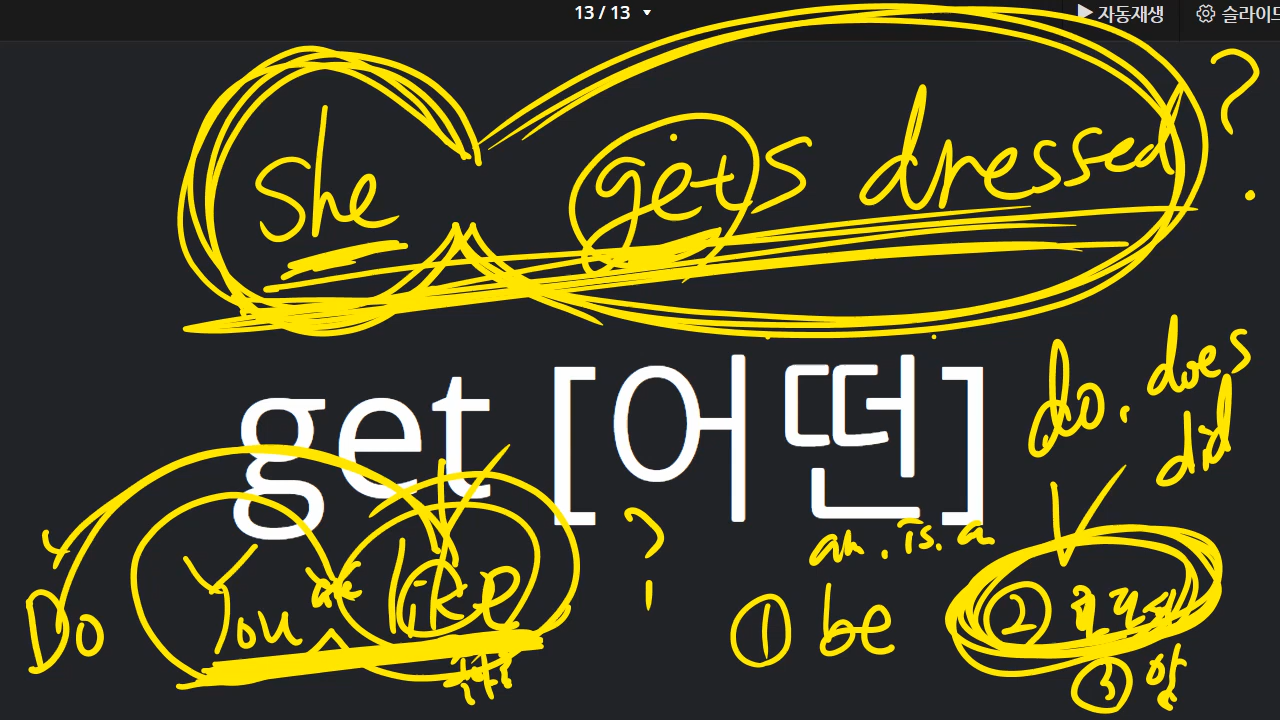 13 / 13
자동재생
슬라이드
She gets dressed ?
get [어떤]
do. does
did
am. is. a
Do You like ?
① be ②
③